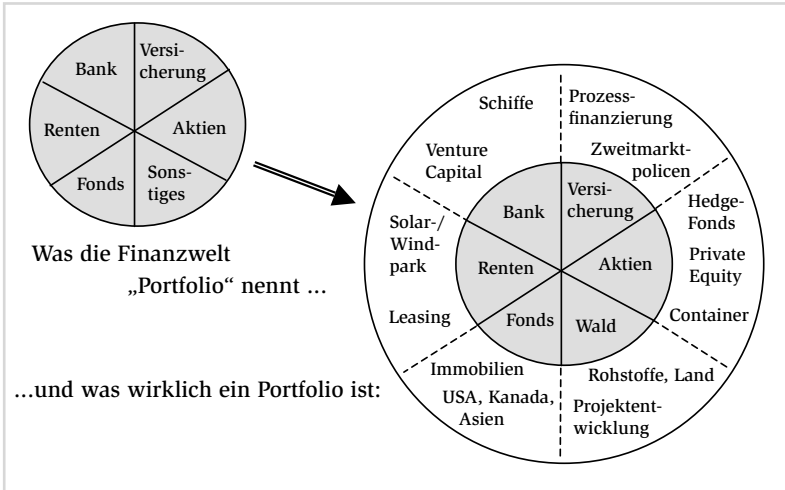 Bank
Versi-
cherung
Renten
Aktien
Fonds
Sons-
tiges
Was die Finanzwelt
„Portfolio“ nennt ...
...und was wirklich ein Portfolio ist:
Schiffe
Prozess-
finanzierung
Venture
Capital
Zweitmarkt-
policen
Solar-/
Wind-
park
Hedge-
Fonds
Private
Equity
Leasing
Container
Bank
Versi-
cherung
Renten
Aktien
Fonds
Wald
Immobilien
USA, Kanada,
Asien
Rohstoffe, Land
Projektent-
wicklung